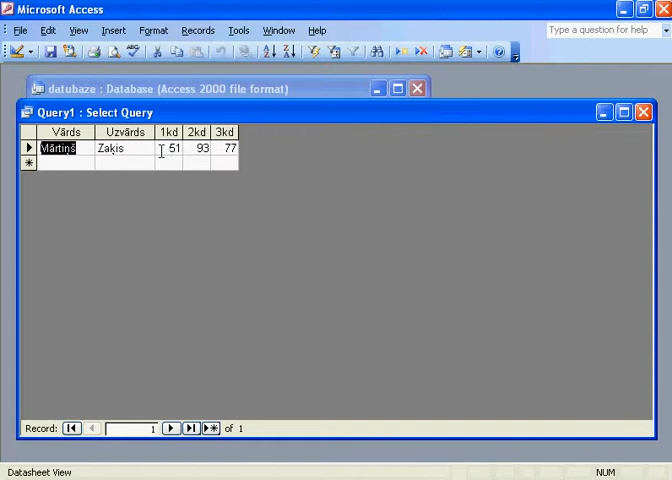 Microsoft Access
File Edit View Insert Format Records Tools Window Help Type a question for help
datubaze : Database (Access 2000 file format)
Query1 : Select Query
Vārds Uzvārds 1kd 2kd 3kd
Mārtiņš Zaķis 51 93 77
Record: 1 of 1
Datasheet View NUM